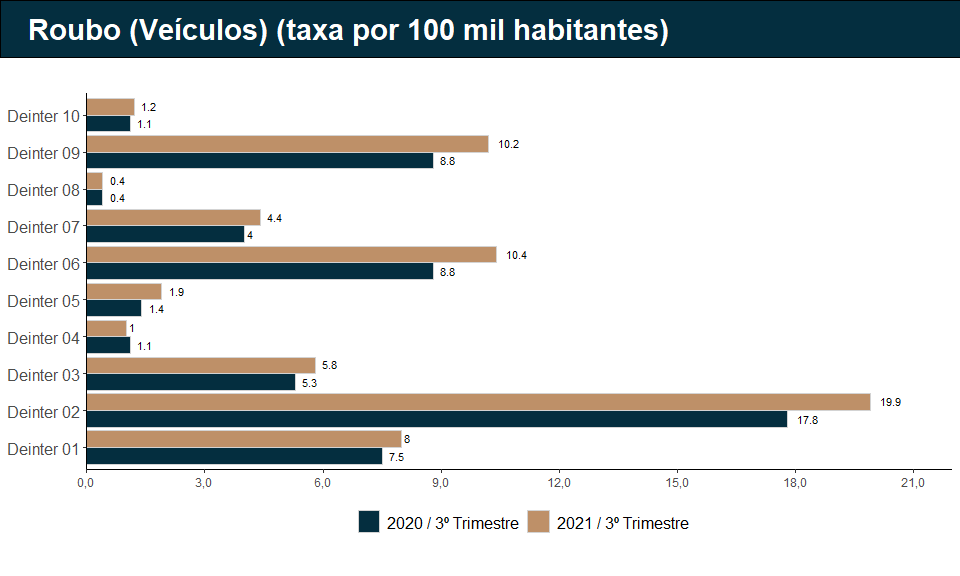 Roubo (Veículos) (taxa por 100 mil habitantes)
Deinter 10
1.2
1.1
Deinter 09
10.2
8.8
Deinter 08
0.4
0.4
Deinter 07
4.4
4
Deinter 06
10.4
8.8
Deinter 05
1.9
1.4
Deinter 04
1
1.1
Deinter 03
5.8
5.3
Deinter 02
19.9
17.8
Deinter 01
8
7.5
0,0 3,0 6,0 9,0 12,0 15,0 18,0 21,0
2020 / 3º Trimestre 2021 / 3º Trimestre